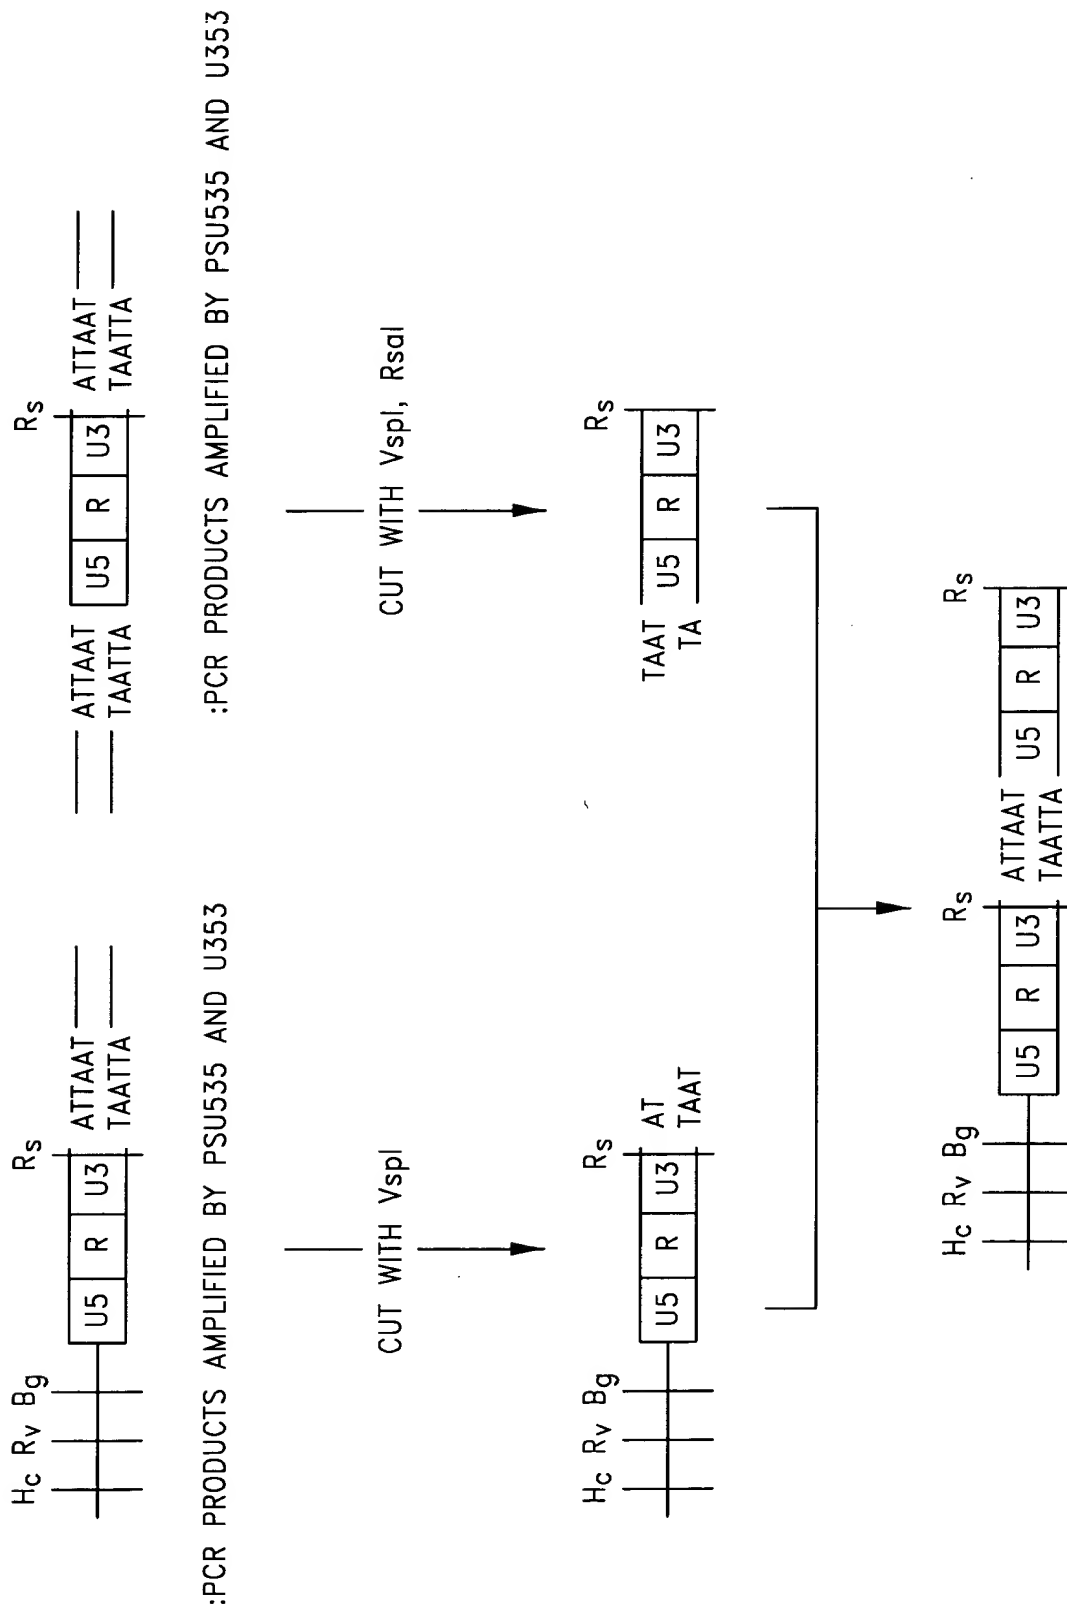 Hc Rv Bg
Rs
U5 R U3
ATTAAT
TAATTA
:PCR PRODUCTS AMPLIFIED BY PSU535 AND U353
CUT WITH VspI
Hc Rv Bg
Rs
U5 R U3
AT
TAAT
ATTAAT
TAATTA
Rs
U5 R U3
ATTAAT
TAATTA
:PCR PRODUCTS AMPLIFIED BY PSU535 AND U353
CUT WITH VspI, RsaI
TAAT
TA
Rs
U5 R U3
Hc Rv Bg
Rs
U5 R U3
ATTAAT
TAATTA
Rs
U5 R U3